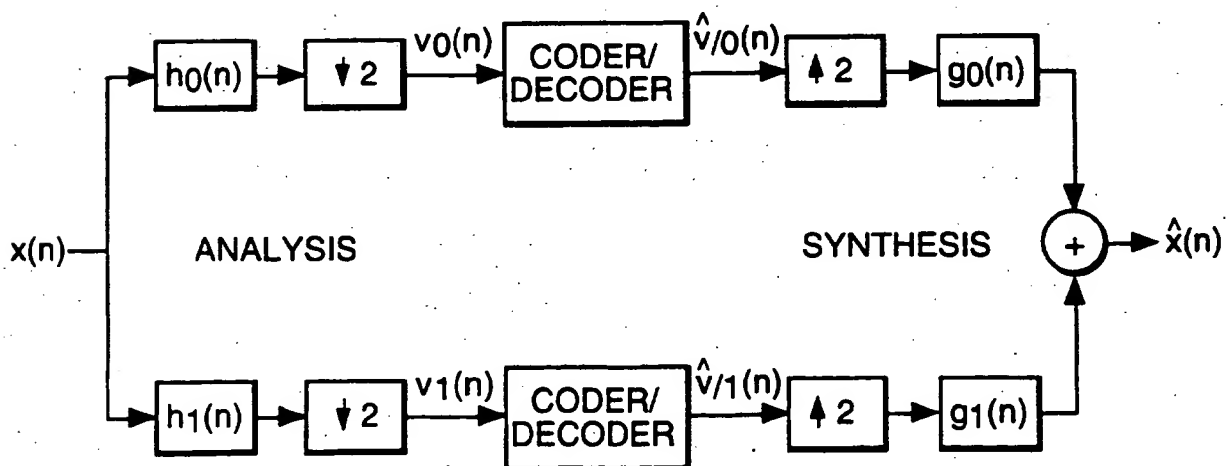 h0(n) ↓ 2 v0(n) CODER/
DECODER v̂/0(n) ↑ 2 g0(n)
x(n) ANALYSIS SYNTHESIS + x̂(n)
h1(n) ↓ 2 v1(n) CODER/
DECODER v̂/1(n) ↑ 2 g1(n)